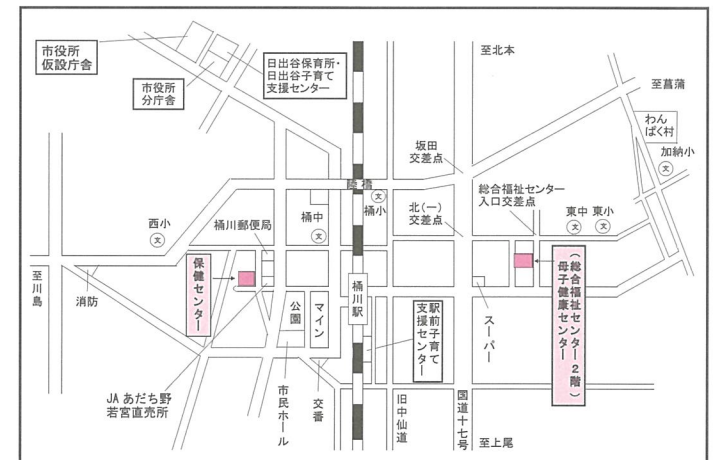 市役所
仮設庁舎
市役所
分庁舎
日出谷保育所・
日出谷子育て
支援センター
至北本
至菖蒲
わん
ぱく村
加納小
坂田
交差点
陸橋
総合福祉センター
入口交差点
北(一)
交差点
東中
東小
文
文
文
西小
文
桶川郵便局
桶中
文
桶小
文
至川島
消防
保健センター
公園
マイン
桶川駅
駅前子育て
支援センター
スーパー
母子健康センター
(総合福祉センター2階)
JAあだち野
若宮直売所
市民ホール
交番
旧中仙道
国道十七号
至上尾